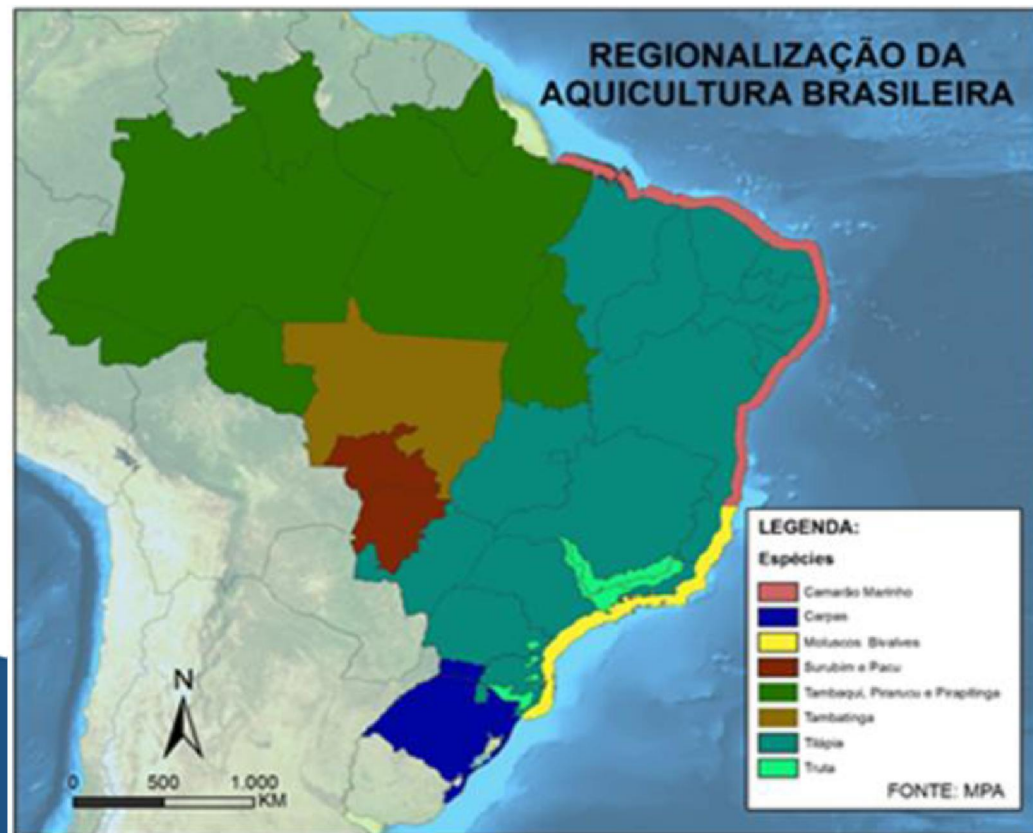 REGIONALIZAÇÃO DA
AQUICULTURA BRASILEIRA
LEGENDA:
Espécies
Camarão Marinho
Carpas
Moluscos Bivalves
Surubim e Pacu
Tambaqui, Pirarucu e Pirapitinga
Tambatinga
Tilápia
Truta
FONTE: MPA
N
0 500 1.000
KM